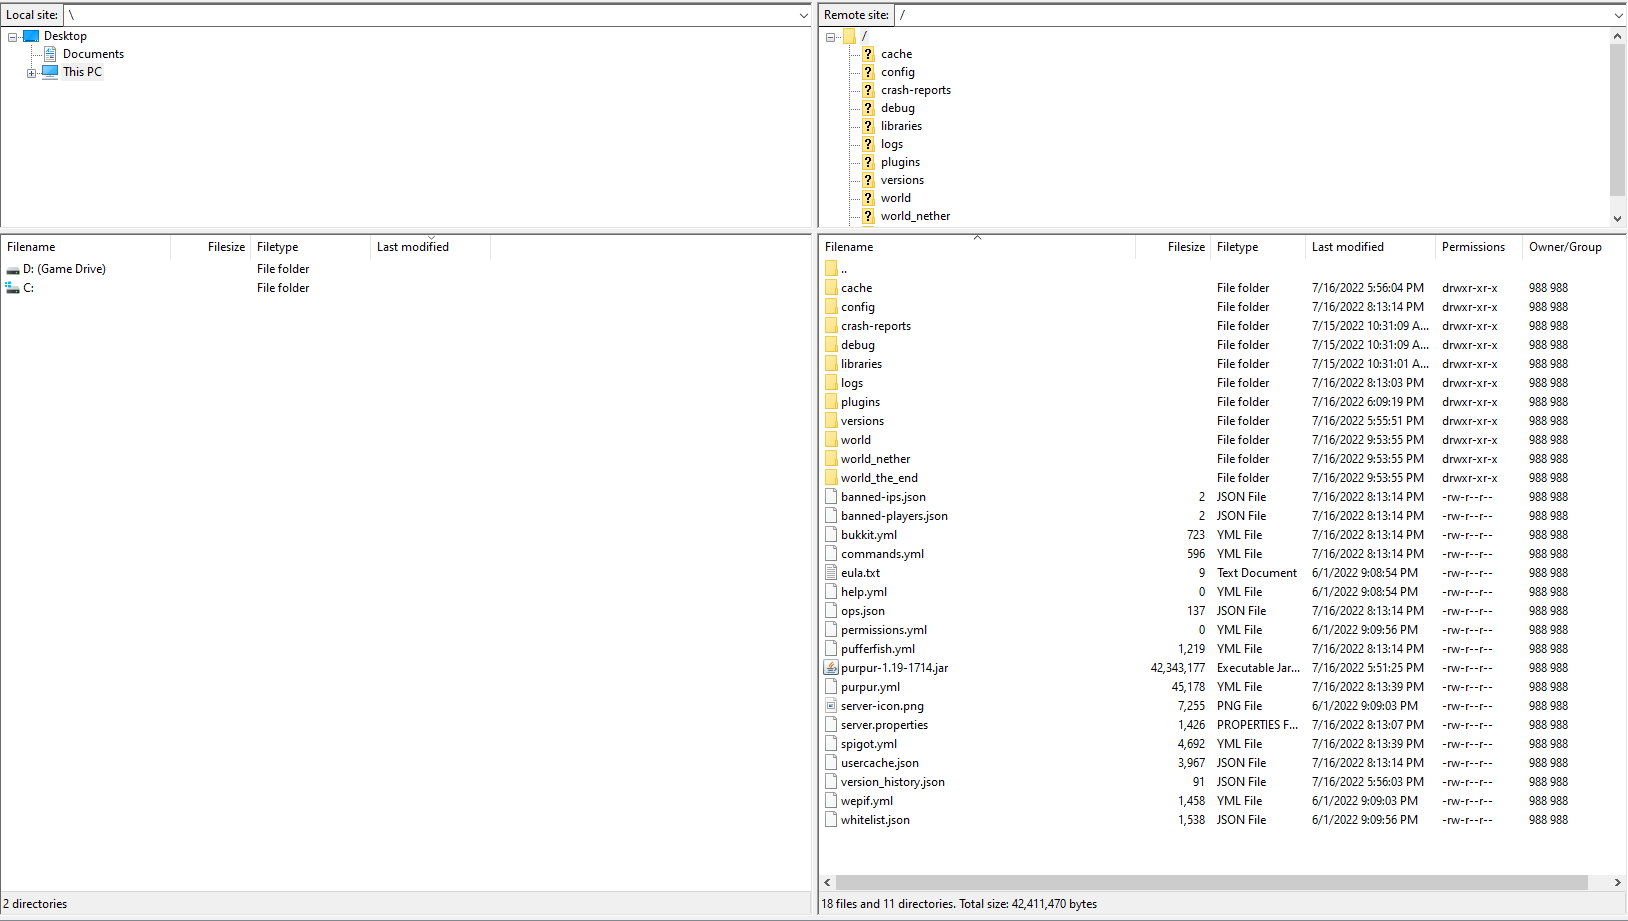 Local site: \
Desktop
Documents
This PC
Filename Filesize Filetype Last modified
D: (Game Drive) File folder
C: File folder
2 directories
Remote site: /
/
cache
config
crash-reports
debug
libraries
logs
plugins
versions
world
world_nether
Filename Filesize Filetype Last modified Permissions Owner/Group
..
cache File folder 7/16/2022 5:56:04 PM drwxr-xr-x 988 988
config File folder 7/16/2022 8:13:14 PM drwxr-xr-x 988 988
crash-reports File folder 7/15/2022 10:31:09 A... drwxr-xr-x 988 988
debug File folder 7/15/2022 10:31:09 A... drwxr-xr-x 988 988
libraries File folder 7/15/2022 10:31:01 A... drwxr-xr-x 988 988
logs File folder 7/16/2022 8:13:03 PM drwxr-xr-x 988 988
plugins File folder 7/16/2022 6:09:19 PM drwxr-xr-x 988 988
versions File folder 7/16/2022 5:55:51 PM drwxr-xr-x 988 988
world File folder 7/16/2022 9:53:55 PM drwxr-xr-x 988 988
world_nether File folder 7/16/2022 9:53:55 PM drwxr-xr-x 988 988
world_the_end File folder 7/16/2022 9:53:55 PM drwxr-xr-x 988 988
banned-ips.json 2 JSON File 7/16/2022 8:13:14 PM -rw-r--r-- 988 988
banned-players.json 2 JSON File 7/16/2022 8:13:14 PM -rw-r--r-- 988 988
bukkit.yml 723 YML File 7/16/2022 8:13:14 PM -rw-r--r-- 988 988
commands.yml 596 YML File 7/16/2022 8:13:14 PM -rw-r--r-- 988 988
eula.txt 9 Text Document 6/1/2022 9:08:54 PM -rw-r--r-- 988 988
help.yml 0 YML File 6/1/2022 9:08:54 PM -rw-r--r-- 988 988
ops.json 137 JSON File 7/16/2022 8:13:14 PM -rw-r--r-- 988 988
permissions.yml 0 YML File 6/1/2022 9:09:56 PM -rw-r--r-- 988 988
pufferfish.yml 1,219 YML File 7/16/2022 8:13:14 PM -rw-r--r-- 988 988
purpur-1.19-1714.jar 42,343,177 Executable Jar... 7/16/2022 5:51:25 PM -rw-r--r-- 988 988
purpur.yml 45,178 YML File 7/16/2022 8:13:39 PM -rw-r--r-- 988 988
server-icon.png 7,255 PNG File 6/1/2022 9:09:03 PM -rw-r--r-- 988 988
server.properties 1,426 PROPERTIES F... 7/16/2022 8:13:07 PM -rw-r--r-- 988 988
spigot.yml 4,692 YML File 7/16/2022 8:13:39 PM -rw-r--r-- 988 988
usercache.json 3,967 JSON File 7/16/2022 8:13:14 PM -rw-r--r-- 988 988
version_history.json 91 JSON File 7/16/2022 5:56:03 PM -rw-r--r-- 988 988
wepif.yml 1,458 YML File 6/1/2022 9:09:03 PM -rw-r--r-- 988 988
whitelist.json 1,538 JSON File 6/1/2022 9:09:56 PM -rw-r--r-- 988 988
18 files and 11 directories. Total size: 42,411,470 bytes